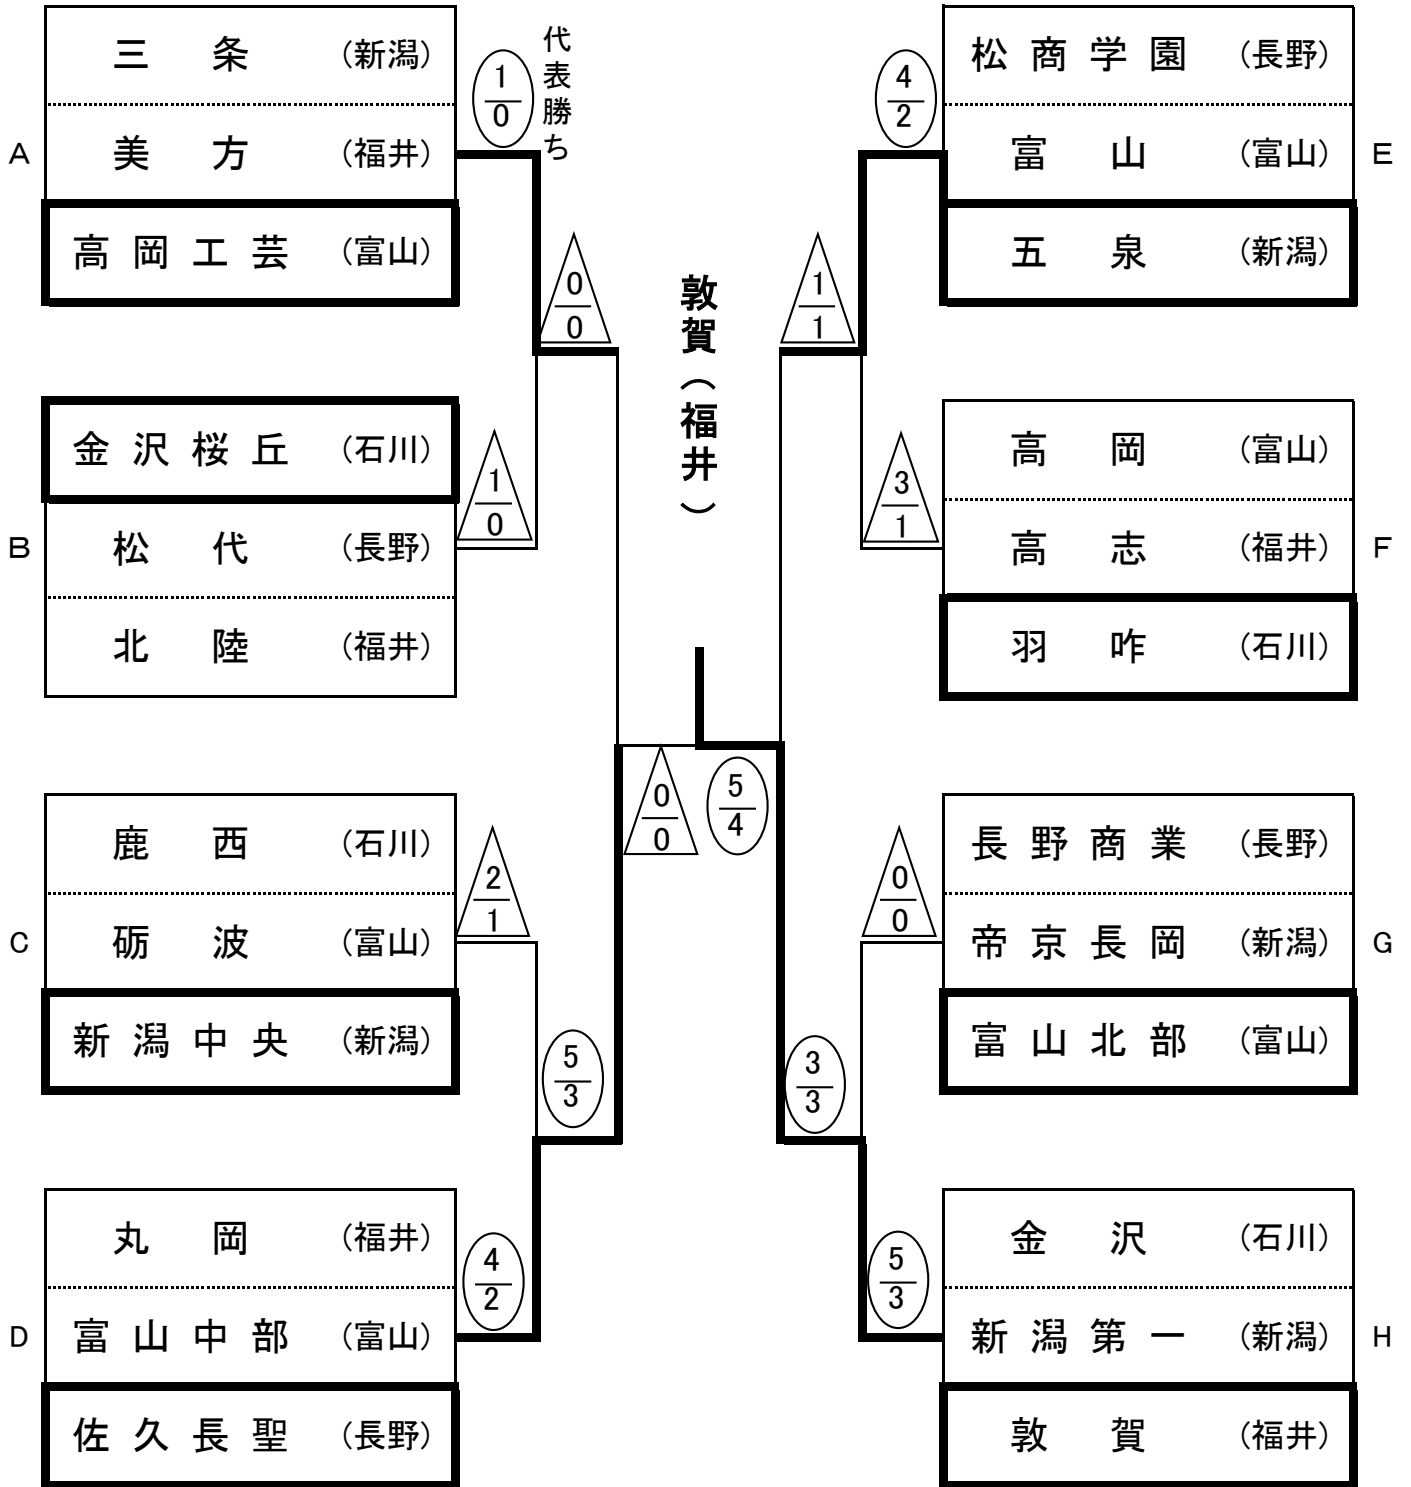 三条 (新潟)
A 美方 (福井)
高岡工芸 (富山)
1/0
代表勝ち
0/0
金沢桜丘 (石川)
B 松代 (長野)
北陸 (福井)
1/0
鹿西 (石川)
C 砺波 (富山)
新潟中央 (新潟)
2/1
5/3
丸岡 (福井)
D 富山中部 (富山)
佐久長聖 (長野)
4/2
敦賀(福井)
0/0
5/4
松商学園 (長野)
富山 (富山) E
五泉 (新潟)
4/2
1/1
高岡 (富山)
高志 (福井) F
羽咋 (石川)
3/1
長野商業 (長野)
帝京長岡 (新潟) G
富山北部 (富山)
0/0
3/3
金沢 (石川)
新潟第一 (新潟) H
敦賀 (福井)
5/3